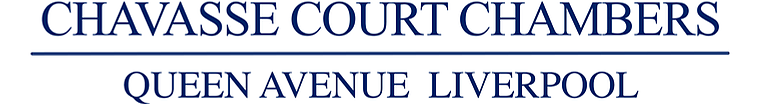 CHAVASSE COURT CHAMBERS
QUEEN AVENUE LIVERPOOL